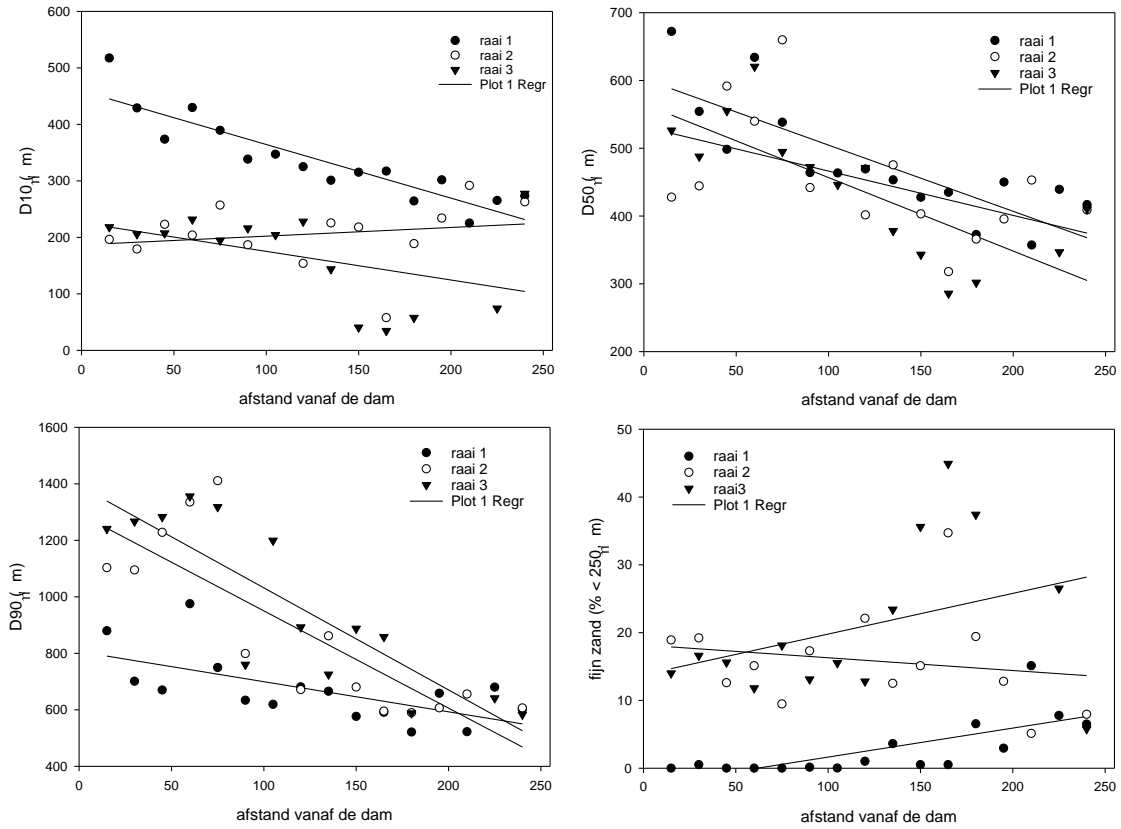 600
500
400
300
200
100
0
D10 (m)
raai 1
raai 2
raai 3
Plot 1 Regr
0 50 100 150 200 250
afstand vanaf de dam
700
600
500
400
300
200
D50 (m)
raai 1
raai 2
raai 3
Plot 1 Regr
0 50 100 150 200 250
afstand vanaf de dam
1600
1400
1200
1000
800
600
400
D90 (m)
raai 1
raai 2
raai 3
Plot 1 Regr
0 50 100 150 200 250
afstand vanaf de dam
50
40
30
20
10
0
fijn zand (% < 250 m)
raai 1
raai 2
raai3
Plot 1 Regr
0 50 100 150 200 250
afstand vanaf de dam